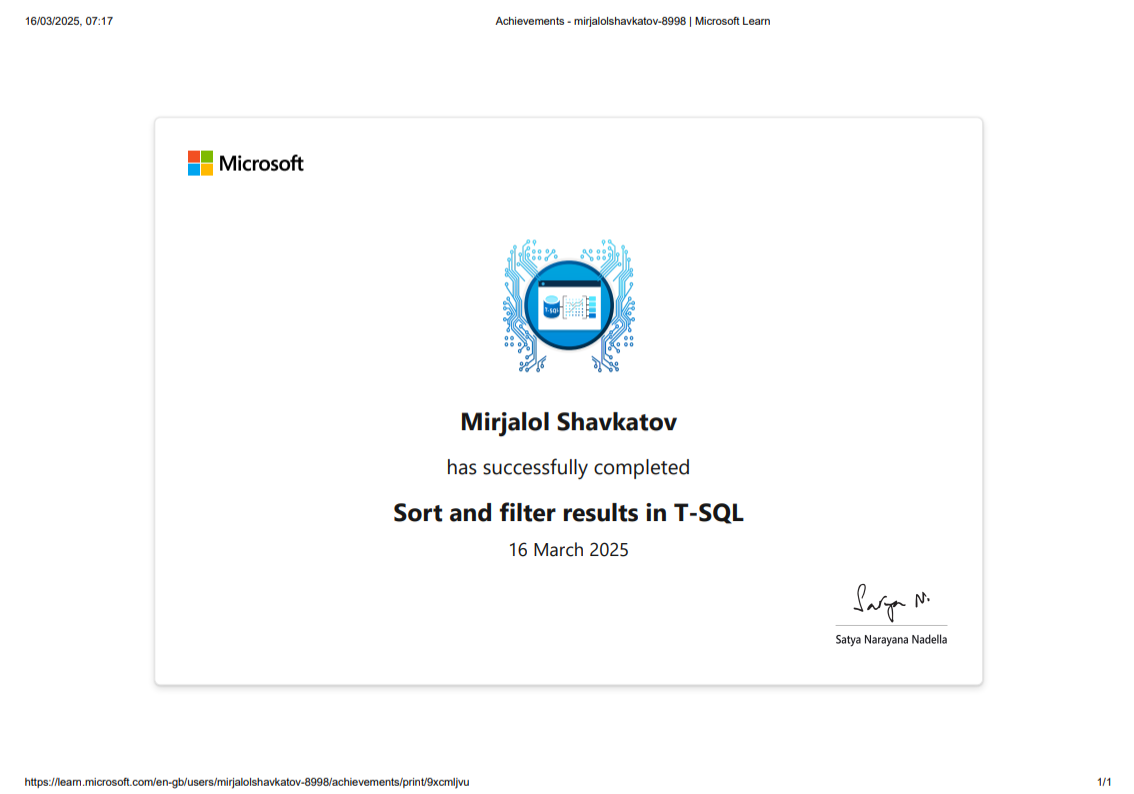 16/03/2025, 07:17
Achievements - mirjalolshavkatov-8998 | Microsoft Learn
Microsoft
T-SQL
Mirjalol Shavkatov
has successfully completed
Sort and filter results in T-SQL
16 March 2025
Satya N.
Satya Narayana Nadella
https://learn.microsoft.com/en-gb/users/mirjalolshavkatov-8998/achievements/print/9xcmljvu
1/1